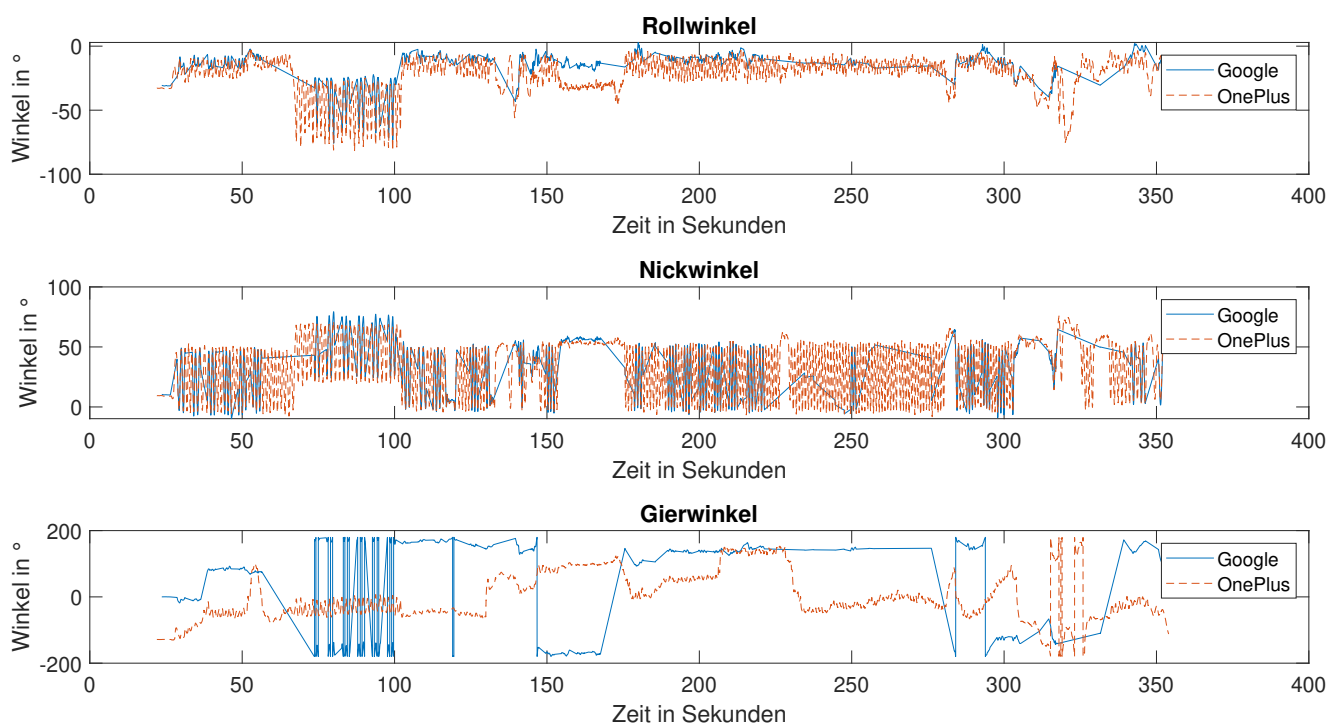 Rollwinkel
0
-50
-100
Winkel in °
0 50 100 150 200 250 300 350 400
Zeit in Sekunden
Google
OnePlus
Nickwinkel
100
50
0
Winkel in °
0 50 100 150 200 250 300 350 400
Zeit in Sekunden
Google
OnePlus
Gierwinkel
200
0
-200
Winkel in °
0 50 100 150 200 250 300 350 400
Zeit in Sekunden
Google
OnePlus